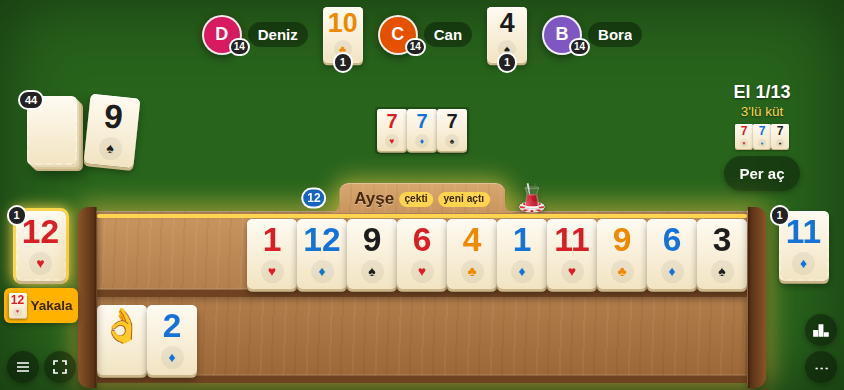 D 14 Deniz 10 1 C 14 Can 4 1 B 14 Bora
44 9
7 7 7
El 1/13
3'lü küt
7 7 7
Per aç
12 Ayşe çekti yeni açtı
1 12
12 Yakala
1 12 9 6 4 1 11 9 6 3
1 11
2
...